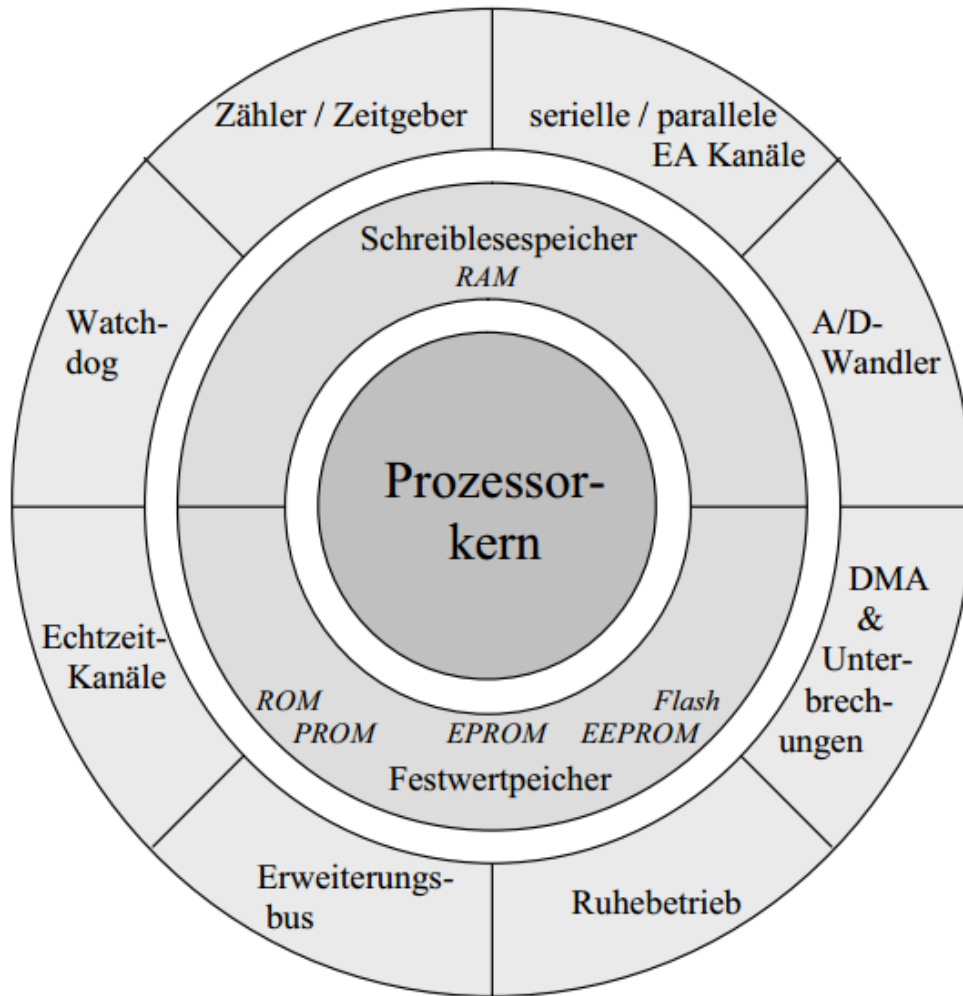 Zähler / Zeitgeber
serielle / parallele
EA Kanäle
Schreiblesespeicher
RAM
Watch-
dog
A/D-
Wandler
Prozessor-
kern
DMA
&
Unter-
brech-
ungen
Echtzeit-
Kanäle
ROM
PROM
EPROM
EEPROM
Flash
Festwertpeicher
Erweiterungs-
bus
Ruhebetrieb